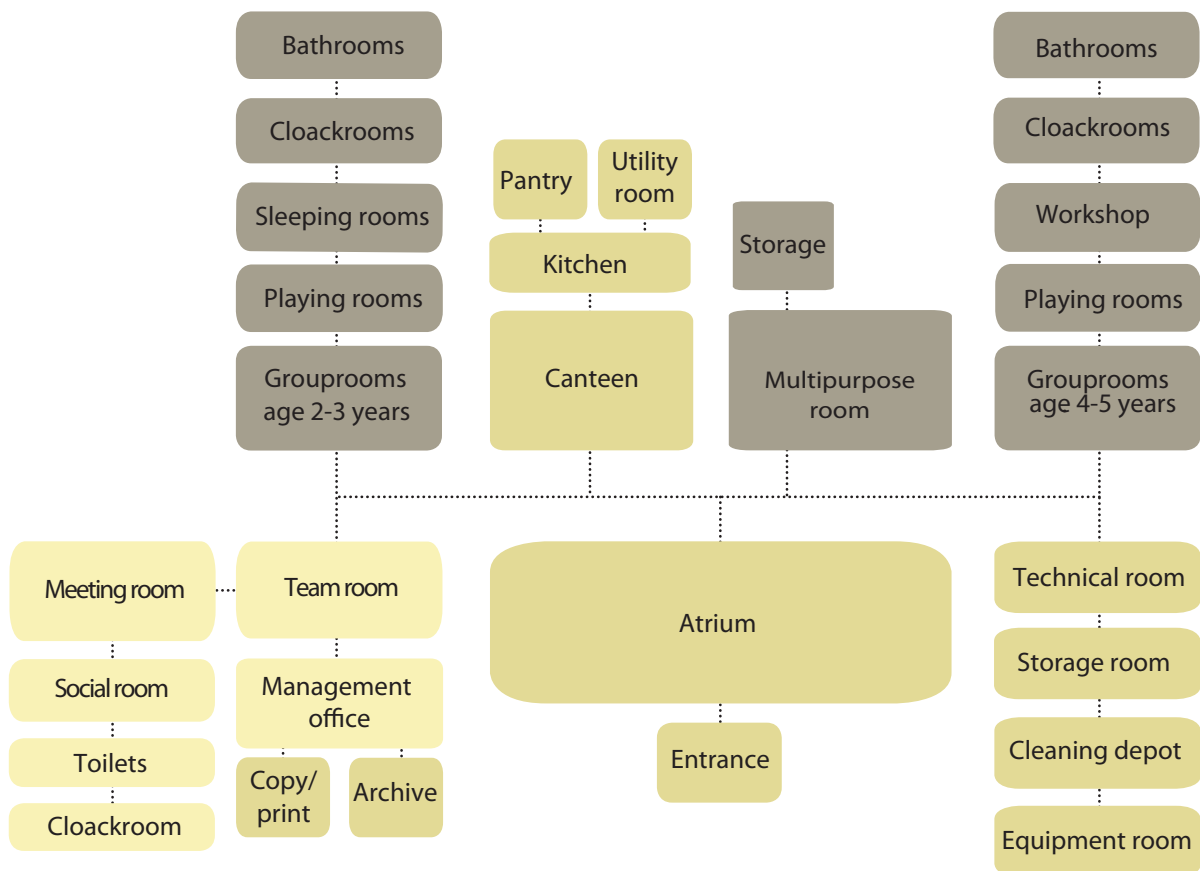 Bathrooms
Cloackrooms
Sleeping rooms
Playing rooms
Grouprooms
age 2-3 years
Pantry
Utility
room
Kitchen
Canteen
Storage
Multipurpose
room
Bathrooms
Cloackrooms
Workshop
Playing rooms
Grouprooms
age 4-5 years
Meeting room
Social room
Toilets
Cloackroom
Team room
Management
office
Copy/
print
Archive
Atrium
Entrance
Technical room
Storage room
Cleaning depot
Equipment room